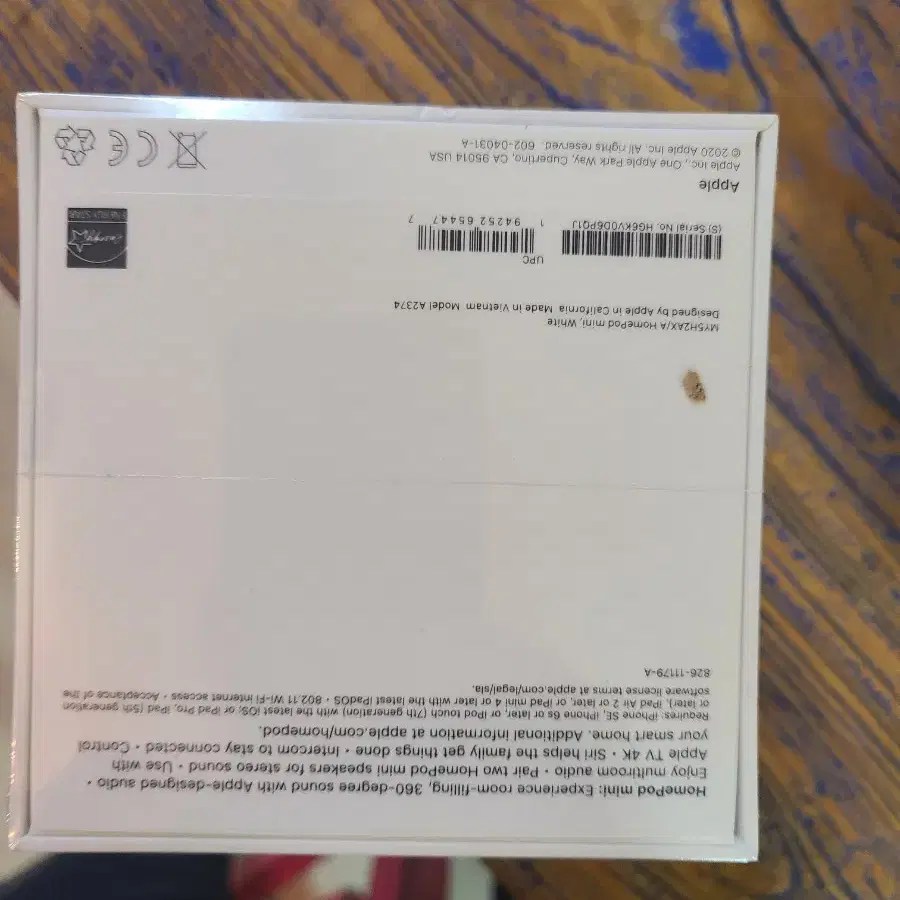 HomePod mini: Experience room-filling, 360-degree sound with Apple-designed audio •
Enjoy multiroom audio • Pair two HomePod mini speakers for stereo sound • Use with
Apple TV 4K • Siri helps the family get things done • Intercom to stay connected • Control
your smart home. Additional information at apple.com/homepod.
Requires: iPhone SE, iPhone 6s or later, or iPod touch (7th generation) with the latest iOS; or iPad Pro, iPad (5th generation
or later), iPad Air 2 or later, or iPad mini 4 or later with the latest iPadOS • 802.11 Wi-Fi internet access • Acceptance of the
software license terms at apple.com/legal/sla.
826-11179-A
MY5H2AX/A HomePod mini, White
Designed by Apple in California Made in Vietnam Model A2374
UPC
(S) Serial No. HG6KV0D6PQ1J
1 94252 65447 7
ENERGY STAR
Apple
Apple Inc., One Apple Park Way, Cupertino, CA 95014 USA
© 2020 Apple Inc. All rights reserved. 602-04031-A